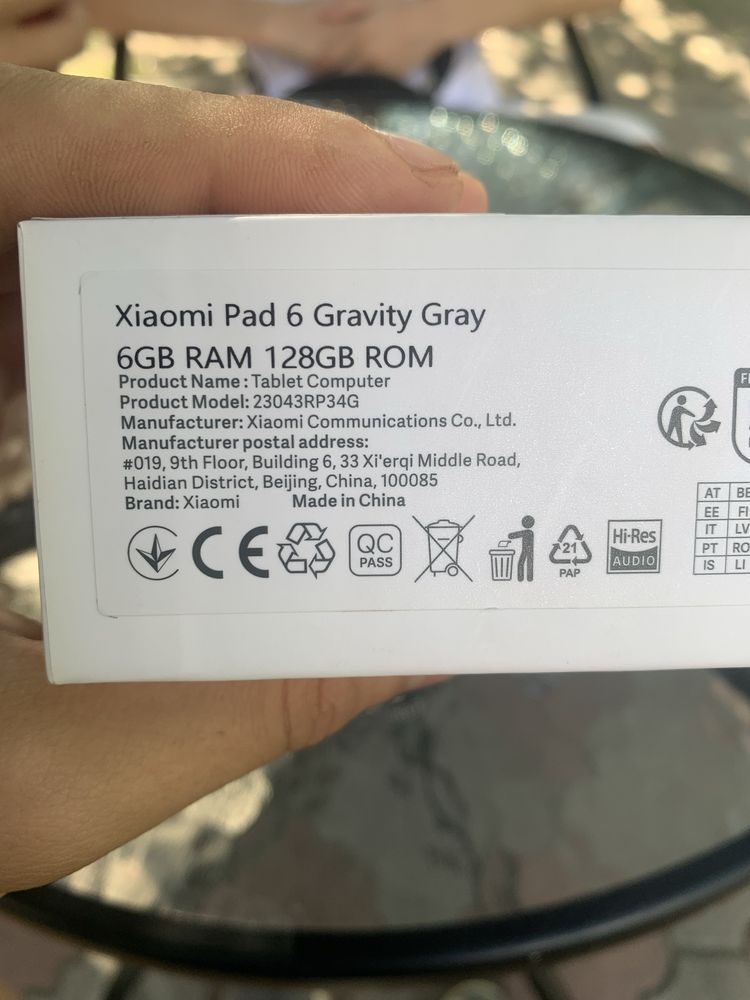 Xiaomi Pad 6 Gravity Gray
6GB RAM 128GB ROM
Product Name : Tablet Computer
Product Model: 23043RP34G
Manufacturer: Xiaomi Communications Co., Ltd.
Manufacturer postal address:
#019, 9th Floor, Building 6, 33 Xi'erqi Middle Road,
Haidian District, Beijing, China, 100085
Brand: Xiaomi Made in China
CE
QC
PASS
21
PAP
Hi-Res
AUDIO
AT BE
EE FI
IT LV
PT RO
IS LI